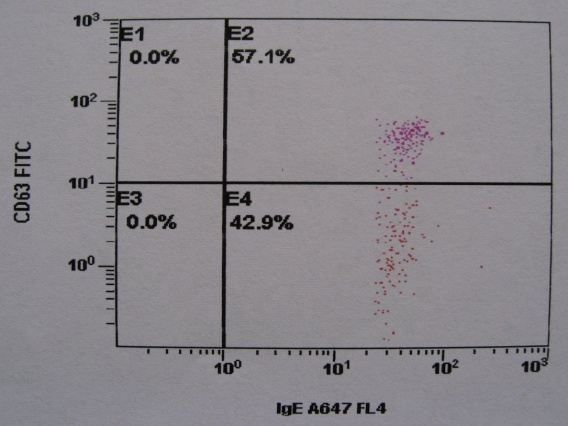 10³
E1
E2
0.0%
57.1%
10²
CD63 FITC
10¹
E3
E4
0.0%
42.9%
10⁰
10⁰
10¹
10²
10³
IgE A647 FL4